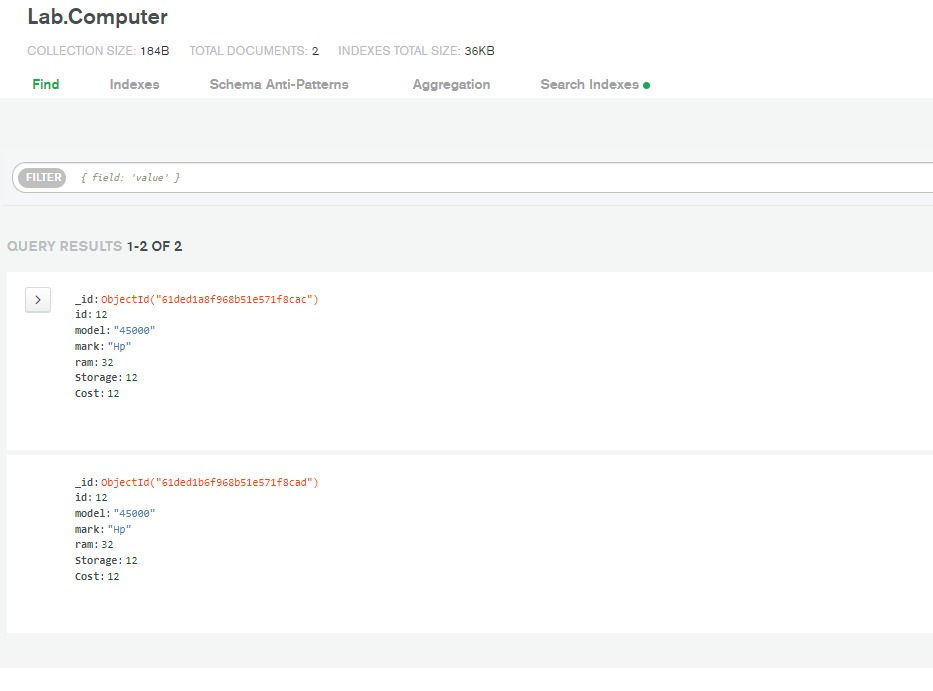 Lab.Computer
COLLECTION SIZE: 184B TOTAL DOCUMENTS: 2 INDEXES TOTAL SIZE: 36KB
Find Indexes Schema Anti-Patterns Aggregation Search Indexes
FILTER { field: 'value' }
QUERY RESULTS 1-2 OF 2
_id: ObjectId("61ded1a8f968b51e571f8cac")
id: 12
model: "45000"
mark: "Hp"
ram: 32
Storage: 12
Cost: 12
_id: ObjectId("61ded1b6f968b51e571f8cad")
id: 12
model: "45000"
mark: "Hp"
ram: 32
Storage: 12
Cost: 12